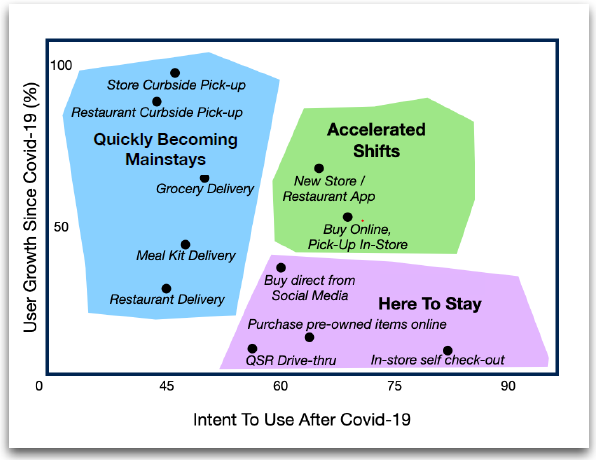 100
Store Curbside Pick-up
Restaurant Curbside Pick-up
Quickly Becoming
Mainstays
Grocery Delivery
Meal Kit Delivery
Restaurant Delivery
Accelerated
Shifts
New Store /
Restaurant App
Buy Online,
Pick-Up In-Store
Buy direct from
Social Media
Here To Stay
Purchase pre-owned items online
QSR Drive-thru
In-store self check-out
User Growth Since Covid-19 (%)
50
0
45
60
75
90
Intent To Use After Covid-19